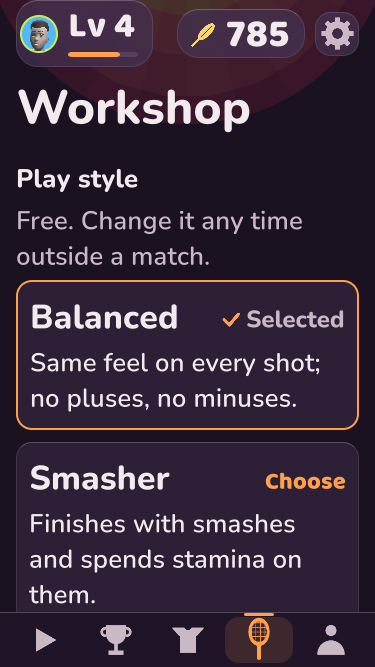 Lv 4
785
Workshop
Play style
Free. Change it any time
outside a match.
Balanced
Selected
Same feel on every shot;
no pluses, no minuses.
Smasher
Choose
Finishes with smashes
and spends stamina on
them.